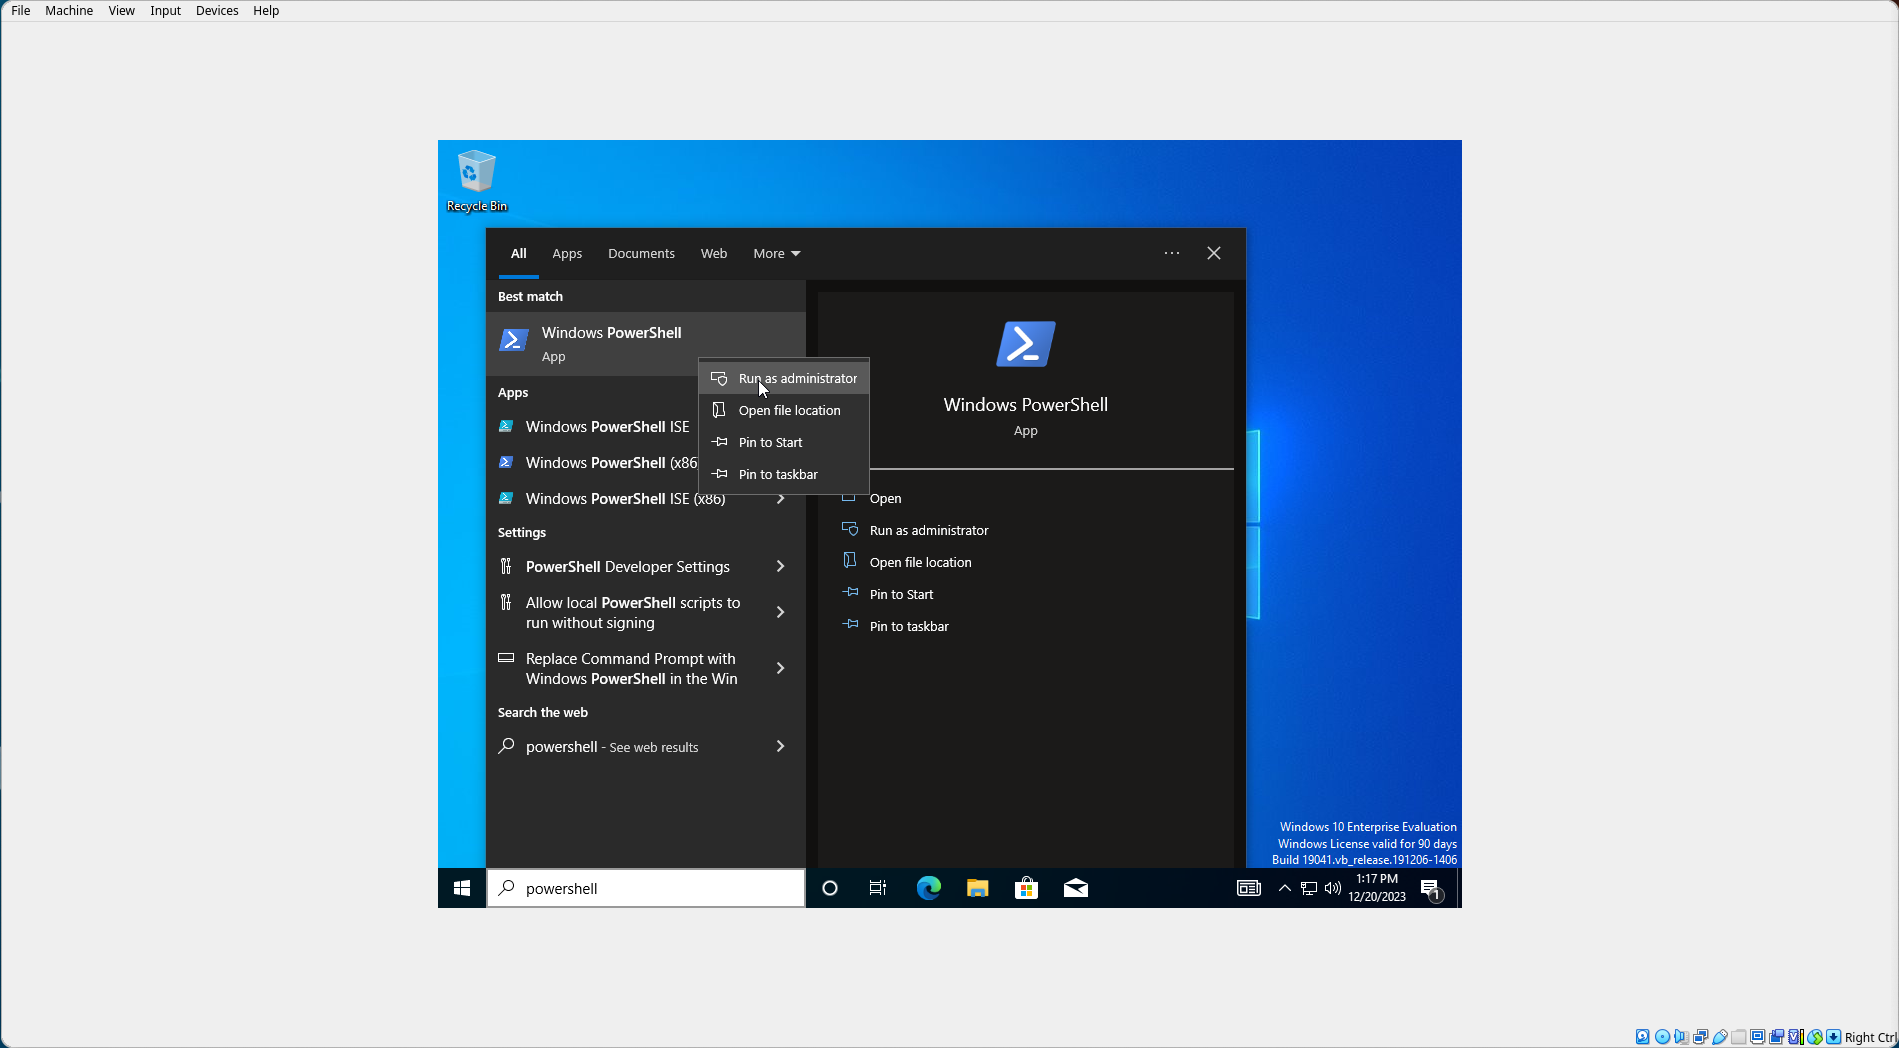 File Machine View Input Devices Help
Recycle Bin
All Apps Documents Web More
Best match
Windows PowerShell
App
Run as administrator
Open file location
Pin to Start
Pin to taskbar
Apps
Windows PowerShell ISE
Windows PowerShell (x86
Windows PowerShell ISE (x86)
Settings
PowerShell Developer Settings
Allow local PowerShell scripts to
run without signing
Replace Command Prompt with
Windows PowerShell in the Win
Search the web
powershell - See web results
Windows PowerShell
App
Open
Run as administrator
Open file location
Pin to Start
Pin to taskbar
Windows 10 Enterprise Evaluation
Windows License valid for 90 days
Build 19041.vb_release.191206-1406
powershell
1:17 PM
12/20/2023
1
Right Ctrl